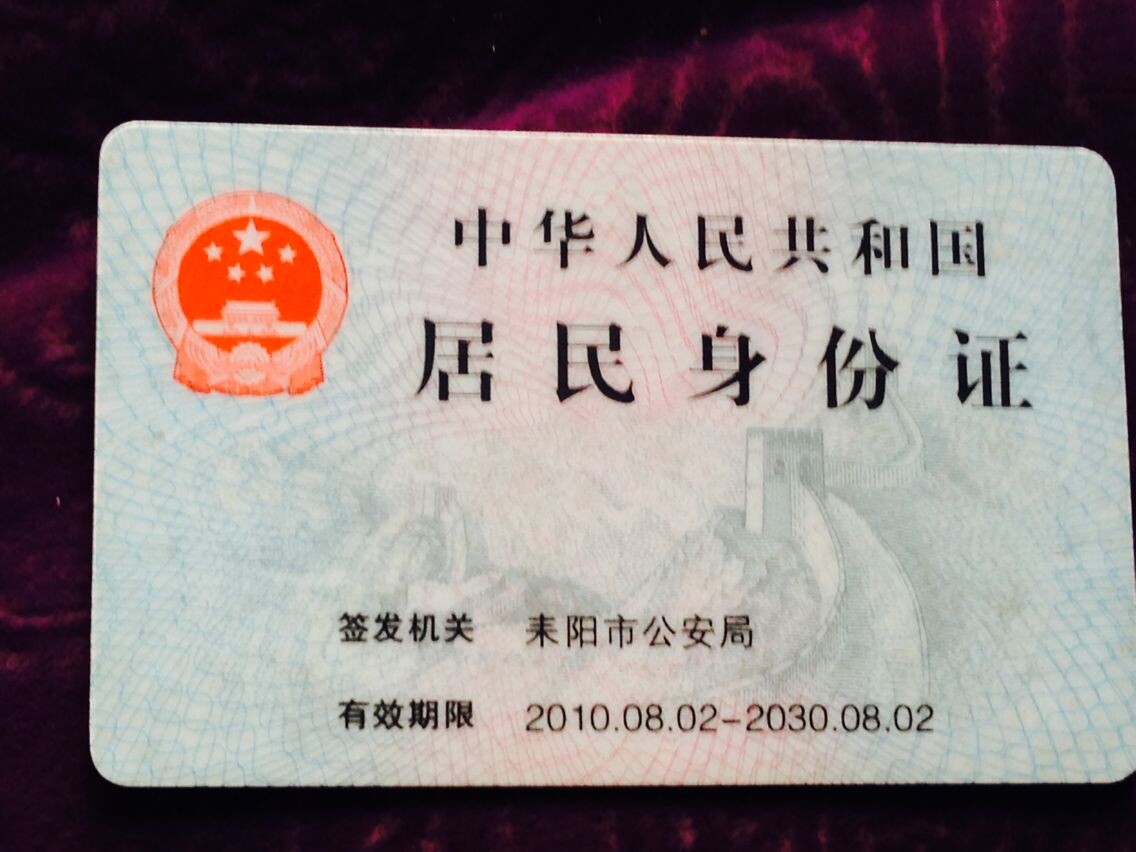 中华人民共和国
居民身份证
签发机关 耒阳市公安局
有效期限 2010.08.02-2030.08.02